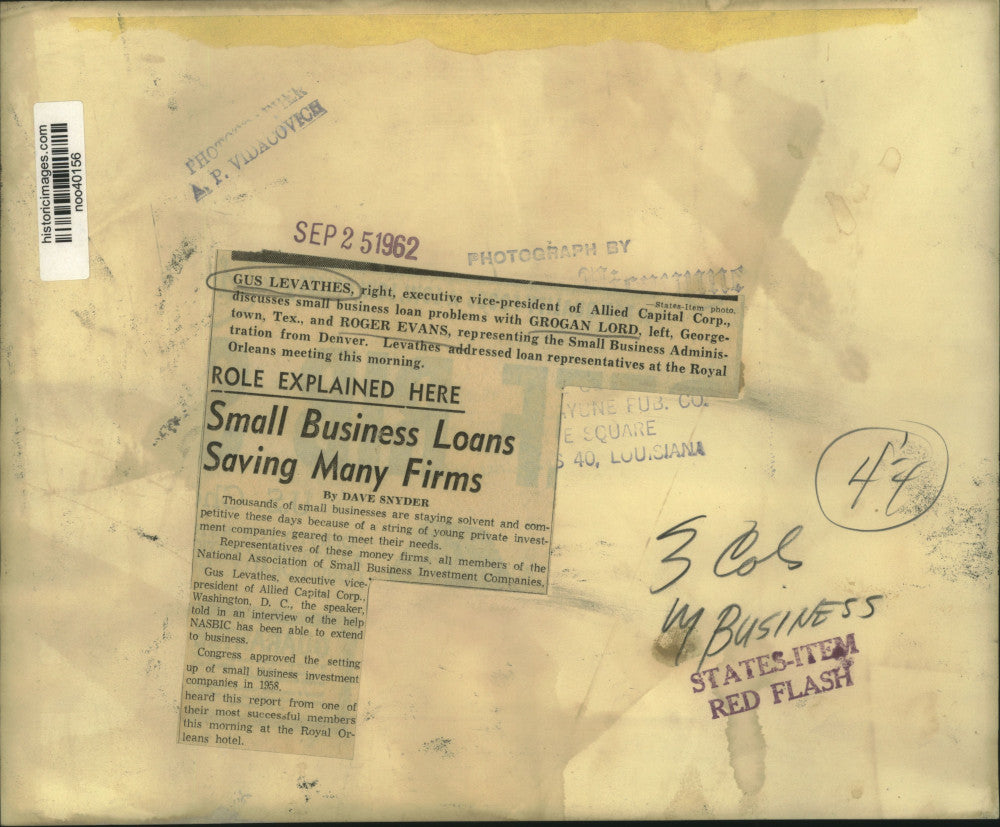 historicimages.com
noo40156
A. P. VIDACOVICH
SEP 25 1962
PHOTOGRAPH BY
—States-Item photo.
GUS LEVATHES, right, executive vice-president of Allied Capital Corp.,
discusses small business loan problems with GROGAN LORD, left, George-
town, Tex., and ROGER EVANS, representing the Small Business Adminis-
tration from Denver. Levathes addressed loan representatives at the Royal
Orleans meeting this morning.
ROLE EXPLAINED HERE
Small Business Loans
Saving Many Firms
By DAVE SNYDER
Thousands of small businesses are staying solvent and com-
petitive these days because of a string of young private invest-
ment companies geared to meet their needs.
Representatives of these money firms, all members of the
National Association of Small Business Investment Companies,
Gus Levathes, executive vice-
president of Allied Capital Corp.,
Washington, D. C., the speaker,
told in an interview of the help
NASBIC has been able to extend
to business.
Congress approved the setting
up of small business investment
companies in 1958.
heard this report from one of
their most successful members
this morning at the Royal Or-
leans hotel.
AYUNE PUB. CO.
E SQUARE
S 40, LOUISIANA
3 Col
BUSINESS
STATES-ITEM
RED FLASH